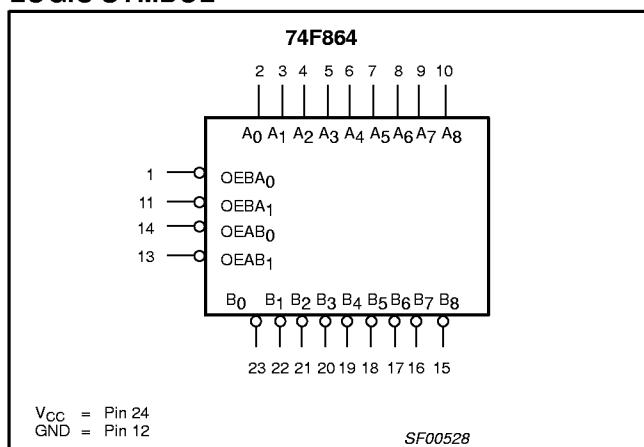 LOGIC SYMBOL
74F864
2 3 4 5 6 7 8 9 10
A0 A1 A2 A3 A4 A5 A6 A7 A8
1 OEBA0
11 OEBA1
14 OEAB0
13 OEAB1
B0 B1 B2 B3 B4 B5 B6 B7 B8
23 22 21 20 19 18 17 16 15
VCC = Pin 24
GND = Pin 12
SF00528